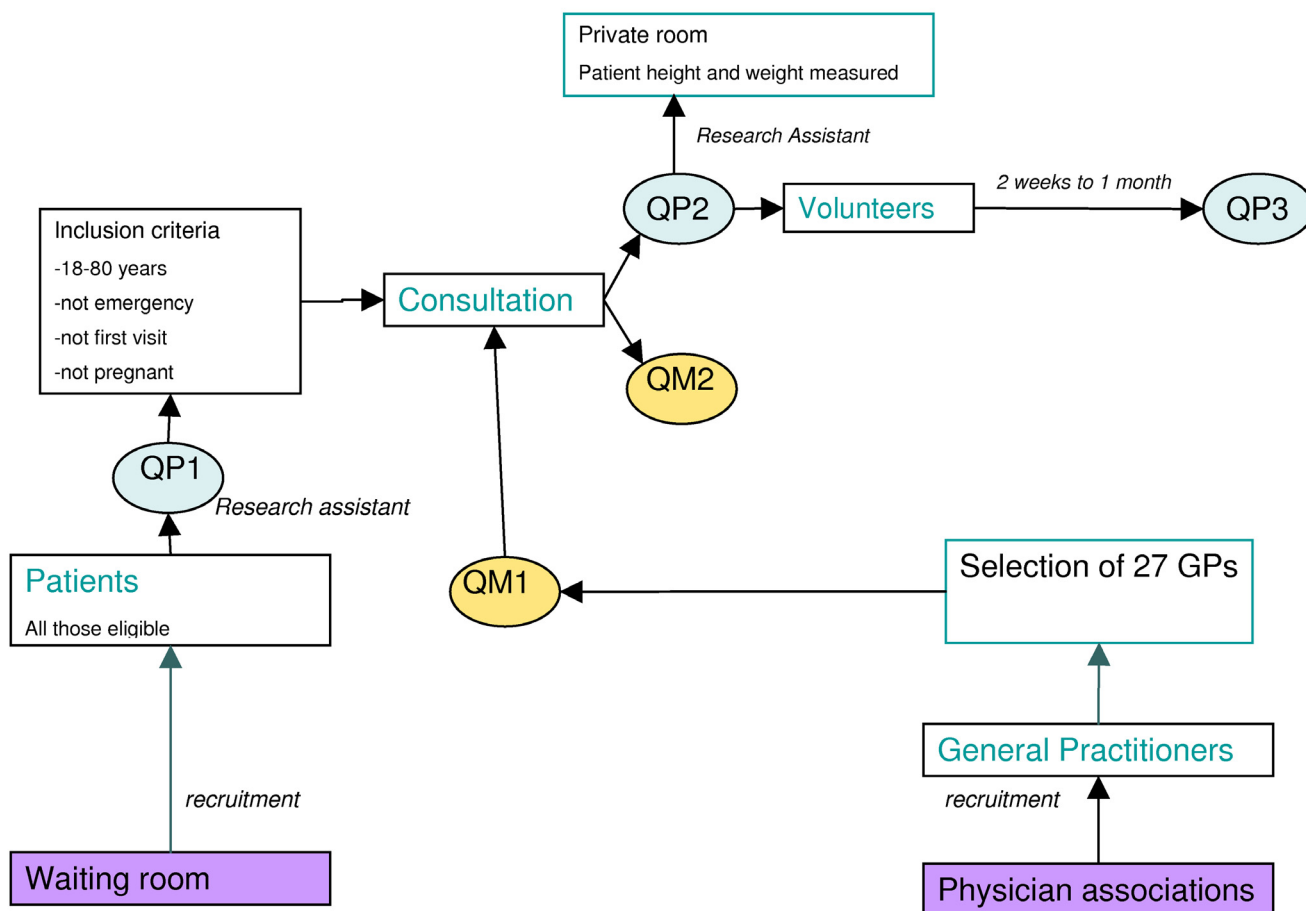 Private room
Patient height and weight measured
Research Assistant
QP2
Volunteers
2 weeks to 1 month
QP3
Inclusion criteria
-18-80 years
-not emergency
-not first visit
-not pregnant
Consultation
QM2
QP1
Research assistant
Patients
All those eligible
QM1
Selection of 27 GPs
General Practitioners
recruitment
recruitment
Waiting room
Physician associations